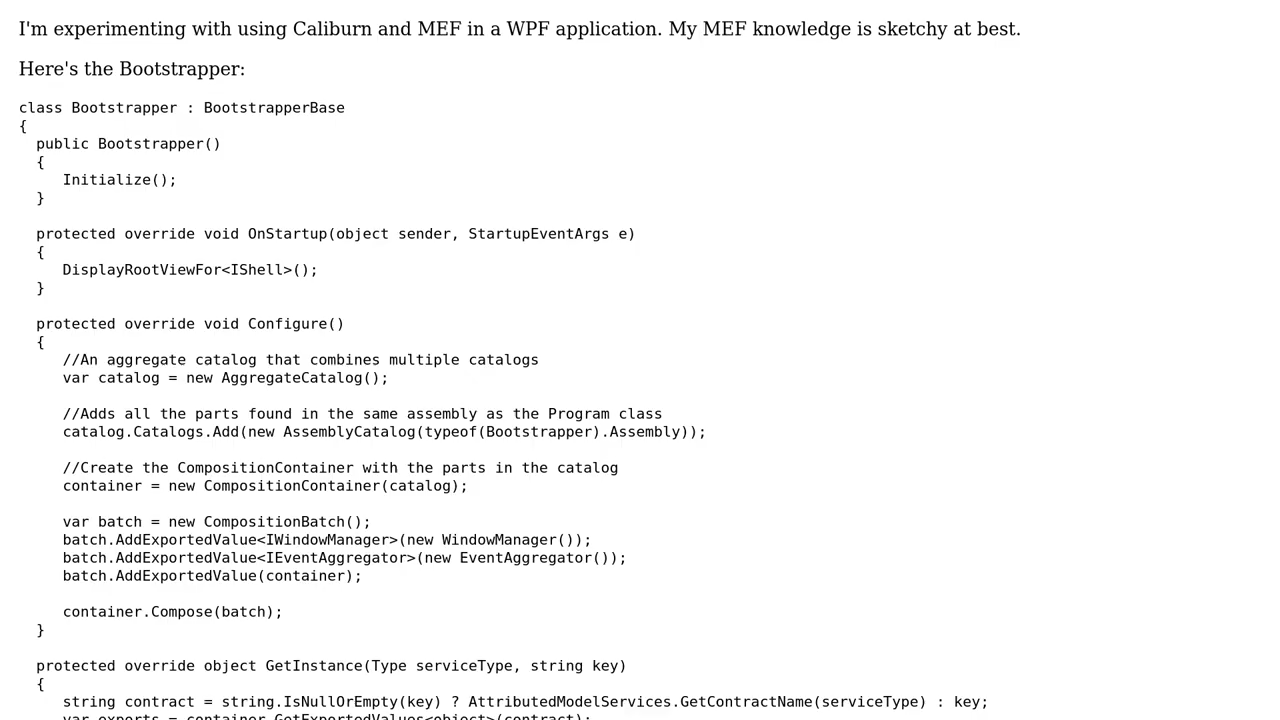 I'm experimenting with using Caliburn and MEF in a WPF application. My MEF knowledge is sketchy at best.
Here's the Bootstrapper:
class Bootstrapper : BootstrapperBase
{
  public Bootstrapper()
  {
     Initialize();
  }
  protected override void OnStartup(object sender, StartupEventArgs e)
  {
     DisplayRootViewFor<IShell>();
  }
  protected override void Configure()
  {
     //An aggregate catalog that combines multiple catalogs
     var catalog = new AggregateCatalog();
     //Adds all the parts found in the same assembly as the Program class
     catalog.Catalogs.Add(new AssemblyCatalog(typeof(Bootstrapper).Assembly));
     //Create the CompositionContainer with the parts in the catalog
     container = new CompositionContainer(catalog);
     var batch = new CompositionBatch();
     batch.AddExportedValue<IWindowManager>(new WindowManager());
     batch.AddExportedValue<IEventAggregator>(new EventAggregator());
     batch.AddExportedValue(container);
     container.Compose(batch);
  }
  protected override object GetInstance(Type serviceType, string key)
  {
     string contract = string.IsNullOrEmpty(key) ? AttributedModelServices.GetContractName(serviceType) : key;
     var exports = container.GetExportedValues<object>(contract);